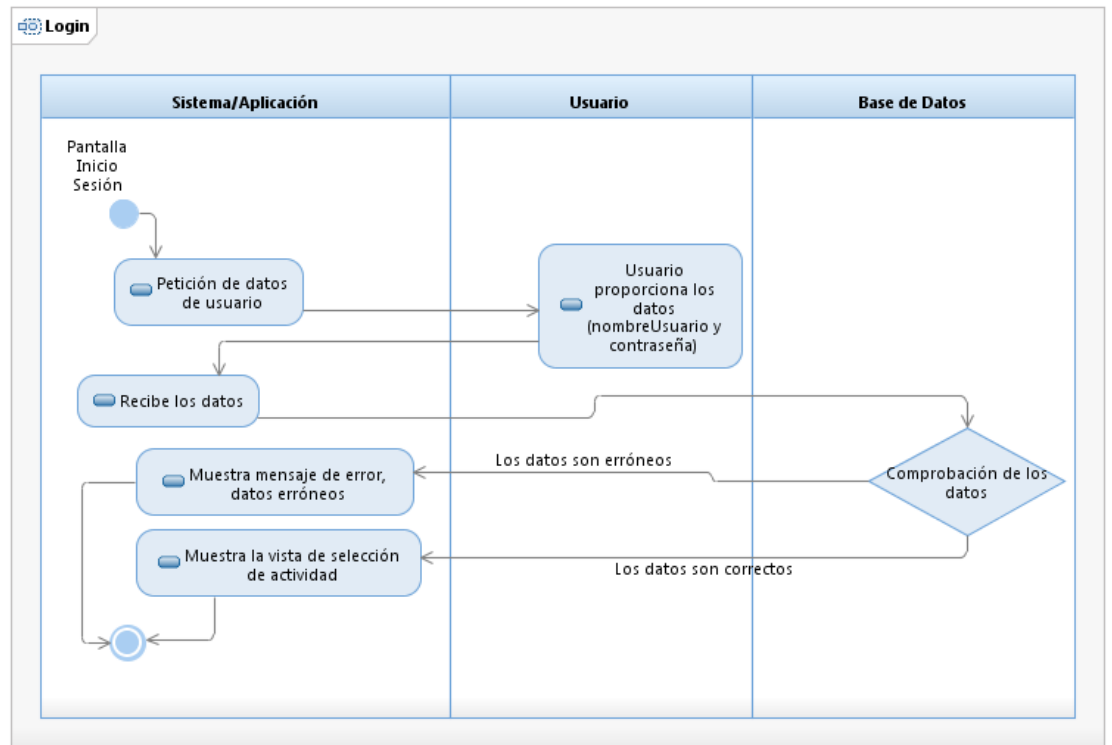 Login
Sistema/Aplicación
Usuario
Base de Datos
Pantalla
Inicio
Sesión
Petición de datos
de usuario
Usuario
proporciona los
datos
(nombreUsuario y
contraseña)
Recibe los datos
Comprobación de los
datos
Los datos son erróneos
Muestra mensaje de error,
datos erróneos
Muestra la vista de selección
de actividad
Los datos son correctos